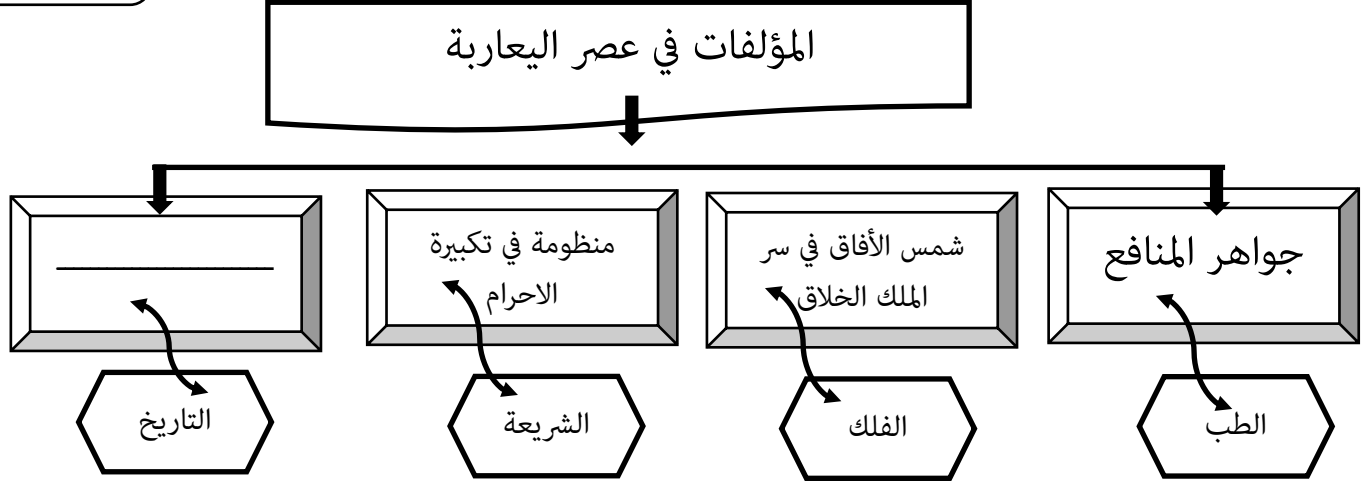 المؤلفات في عصر اليعاربة
جواهر المنافع
شمس الأفاق في سر
الملك الخلاق
منظومة في تكبيرة
الاحرام
الطب
الفلك
الشريعة
التاريخ